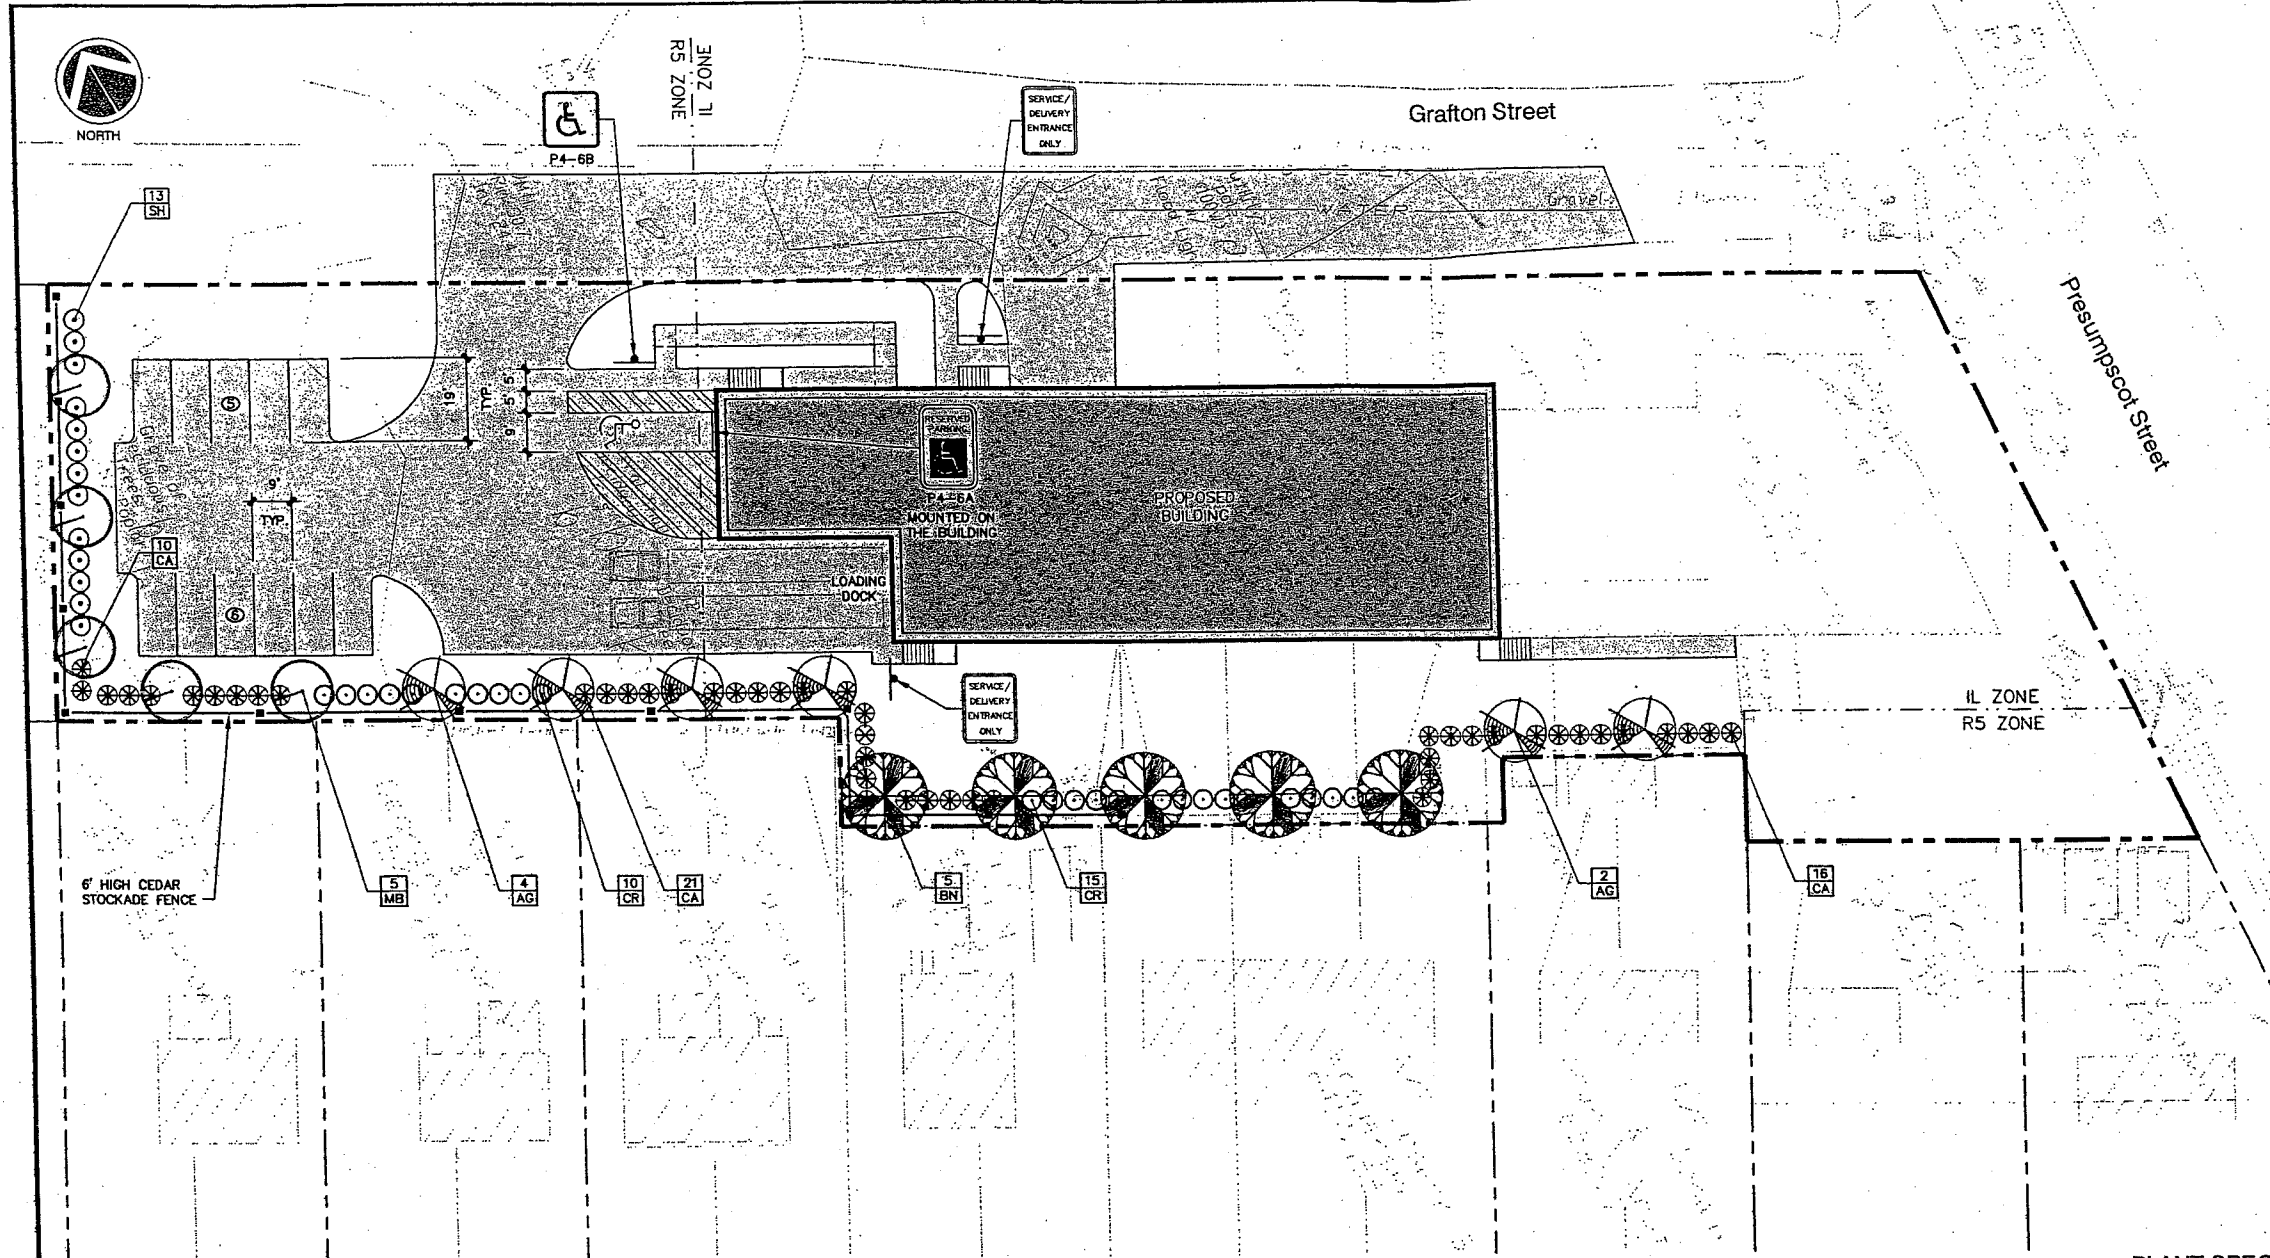 NORTH
IL ZONE
R5 ZONE
P4-6B
SERVICE/
DELIVERY
ENTRANCE
ONLY
Grafton Street
Presumpscot Street
13
SH
WATER
Gravel
19'
TYP
5'
5'
9'
5
9'
TYP
RESERVED
PARKING
P4-6A
MOUNTED ON
THE BUILDING
PROPOSED
BUILDING
10
CA
LOADING
DOCK
6
SERVICE/
DELIVERY
ENTRANCE
ONLY
IL ZONE
R5 ZONE
6' HIGH CEDAR
STOCKADE FENCE
5
MB
4
AG
10
CR
21
CA
5
BN
15
CR
2
AG
16
CA